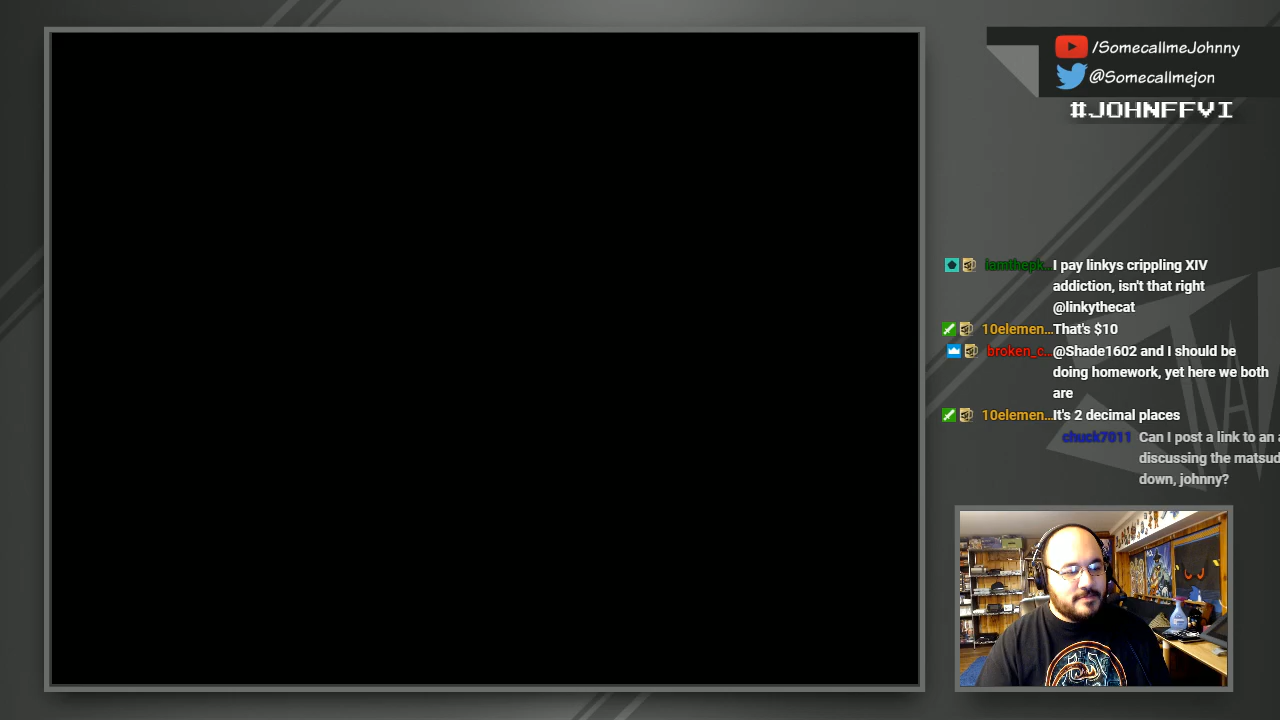 /SomecallmeJohnny
@Somecallmejon
#JOHNFFVI
iamthepk... I pay linkys crippling XIV
addiction, isn't that right
@linkythecat
10elemen... That's $10
broken_c... @Shade1602 and I should be
doing homework, yet here we both
are
10elemen... It's 2 decimal places
chuck7011 Can I post a link to an a
discussing the matsud
down, johnny?